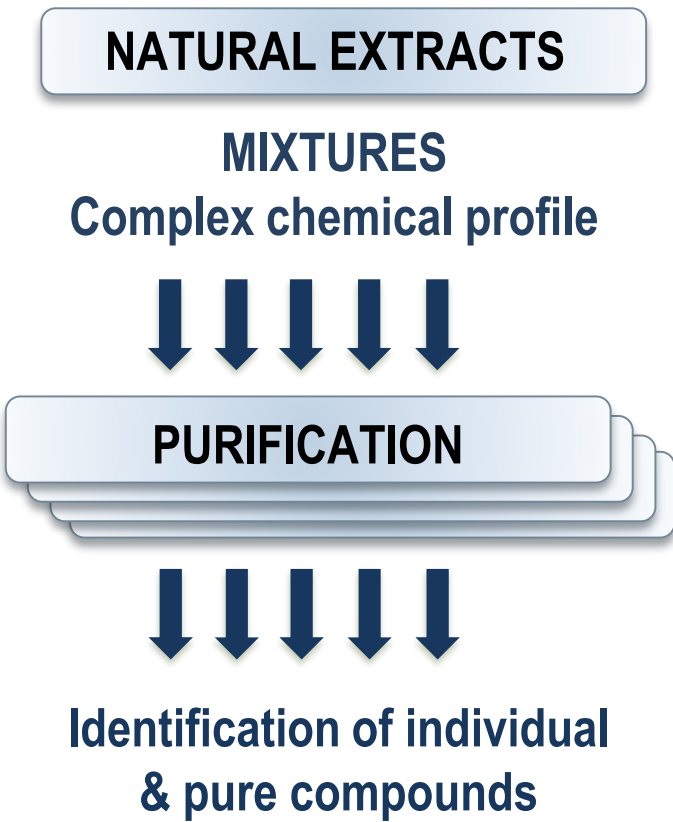 NATURAL EXTRACTS
MIXTURES
Complex chemical profile
PURIFICATION
Identification of individual
& pure compounds